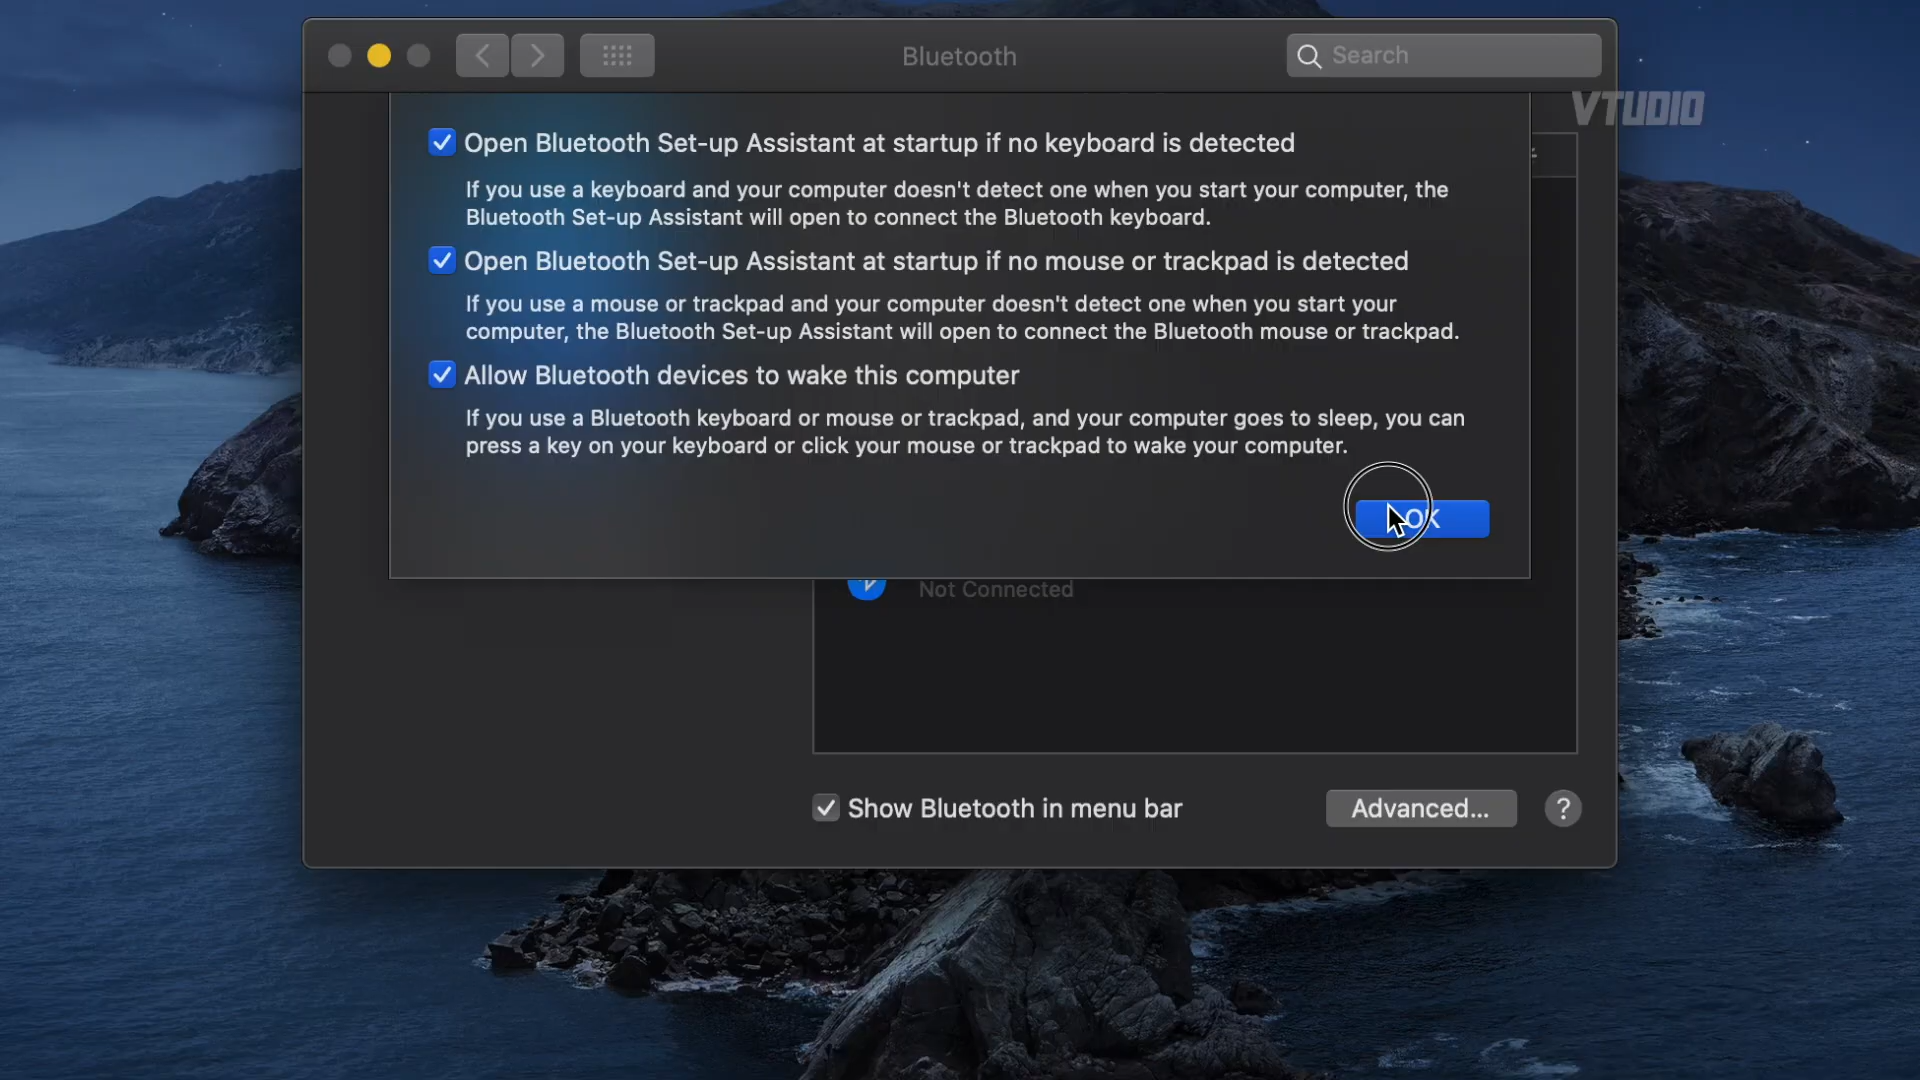 Bluetooth
Search
VTUDIO
Open Bluetooth Set-up Assistant at startup if no keyboard is detected
If you use a keyboard and your computer doesn't detect one when you start your computer, the
Bluetooth Set-up Assistant will open to connect the Bluetooth keyboard.
Open Bluetooth Set-up Assistant at startup if no mouse or trackpad is detected
If you use a mouse or trackpad and your computer doesn't detect one when you start your
computer, the Bluetooth Set-up Assistant will open to connect the Bluetooth mouse or trackpad.
Allow Bluetooth devices to wake this computer
If you use a Bluetooth keyboard or mouse or trackpad, and your computer goes to sleep, you can
press a key on your keyboard or click your mouse or trackpad to wake your computer.
OK
Not Connected
Show Bluetooth in menu bar
Advanced...
?